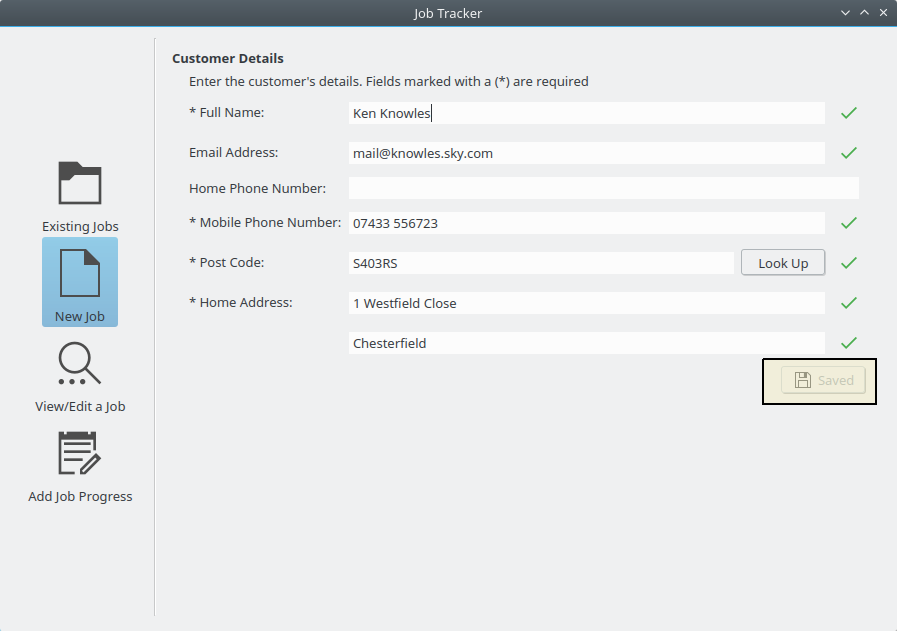 Job Tracker
Existing Jobs
New Job
View/Edit a Job
Add Job Progress
Customer Details
Enter the customer's details. Fields marked with a (*) are required
* Full Name: Ken Knowles
Email Address: mail@knowles.sky.com
Home Phone Number:
* Mobile Phone Number: 07433 556723
* Post Code: S403RS Look Up
* Home Address: 1 Westfield Close
Chesterfield
Saved